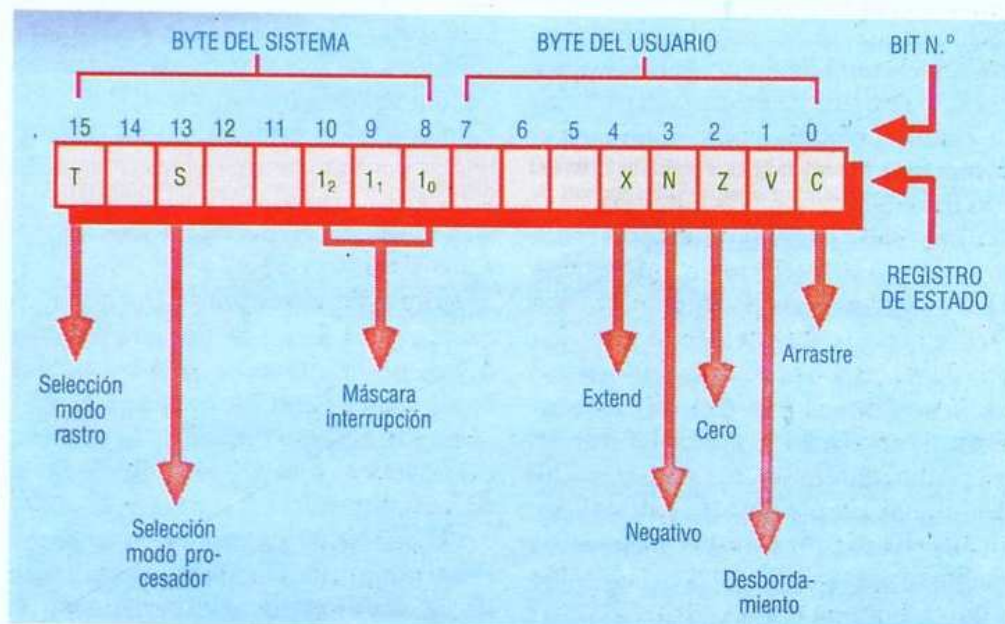 BYTE DEL SISTEMA
BYTE DEL USUARIO
BIT N.º
15 14 13 12 11 10 9 8 7 6 5 4 3 2 1 0
T S 1₂ 1₁ 1₀ X N Z V C
REGISTRO
DE ESTADO
Selección
modo
rastro
Máscara
interrupción
Extend
Cero
Arrastre
Selección
modo pro-
cesador
Negativo
Desborda-
miento